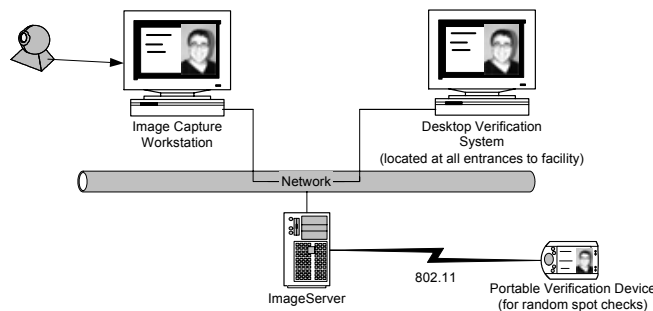 Image Capture
Workstation
Desktop Verification
System
(located at all entrances to facility)
Network
802.11
ImageServer
Portable Verification Device
(for random spot checks)